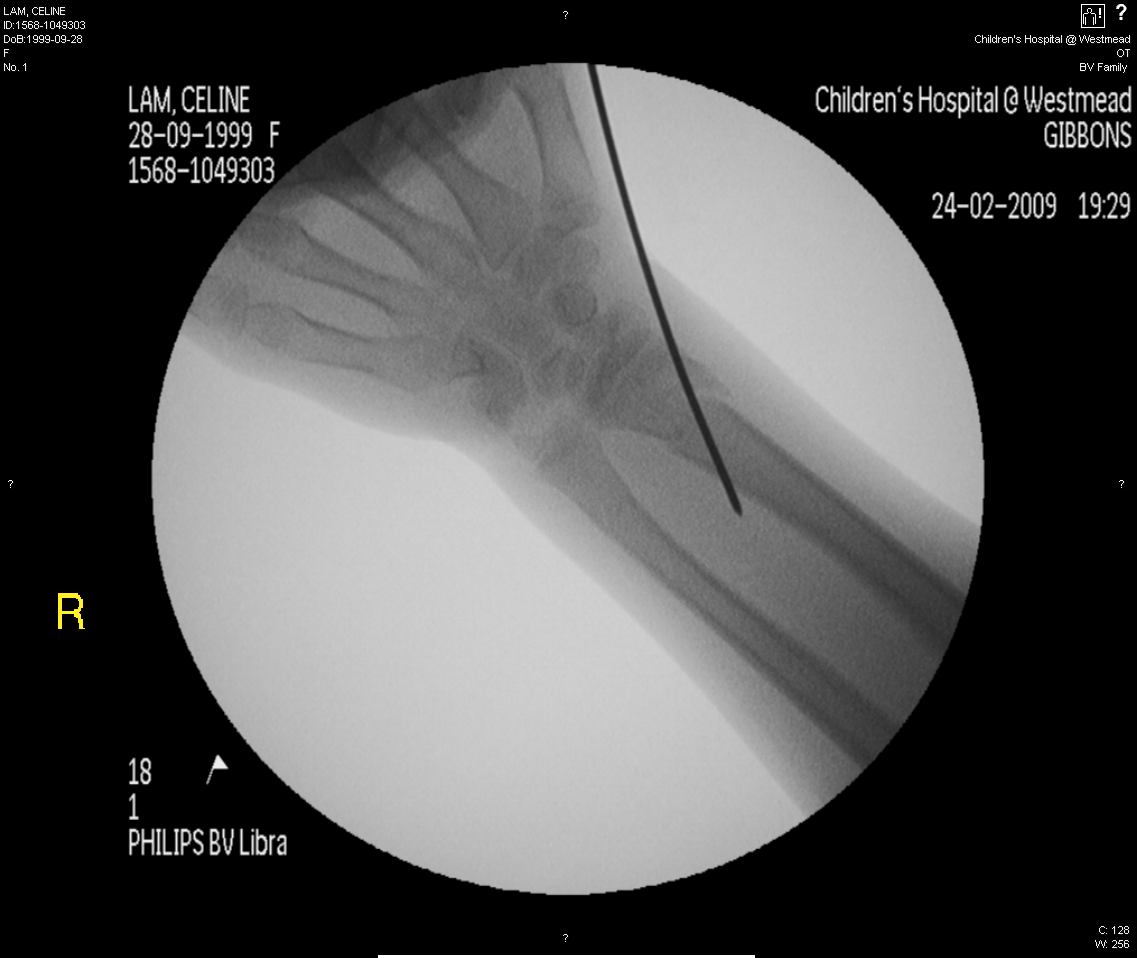 LAM, CELINE
ID:1568-1049303
DoB:1999-09-28
F
No. 1
?
!
?
Children's Hospital @ Westmead
OT
BV Family
LAM, CELINE
28-09-1999 F
1568-1049303
Children's Hospital @ Westmead
GIBBONS
24-02-2009 19:29
?
?
R
18
1
PHILIPS BV Libra
?
C: 128
W: 256